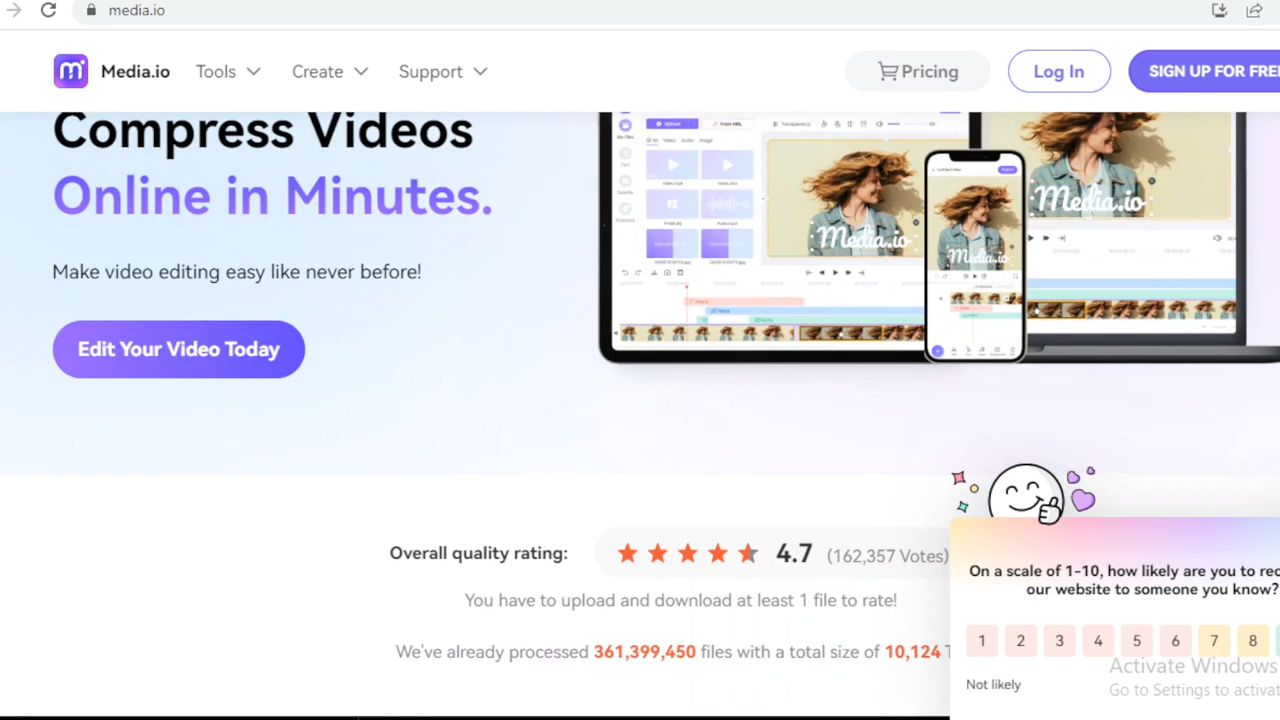 media.io
Media.io
Tools
Create
Support
Pricing
Log In
SIGN UP FOR FREE
Compress Videos
Online in Minutes.
Make video editing easy like never before!
Edit Your Video Today
Upload
Media.io
Media.io
Media.io
Overall quality rating:
4.7 (162,357 Votes)
You have to upload and download at least 1 file to rate!
We've already processed 361,399,450 files with a total size of 10,124 T
On a scale of 1-10, how likely are you to rec
our website to someone you know?
1 2 3 4 5 6 7 8
Not likely
Activate Windows
Go to Settings to activat